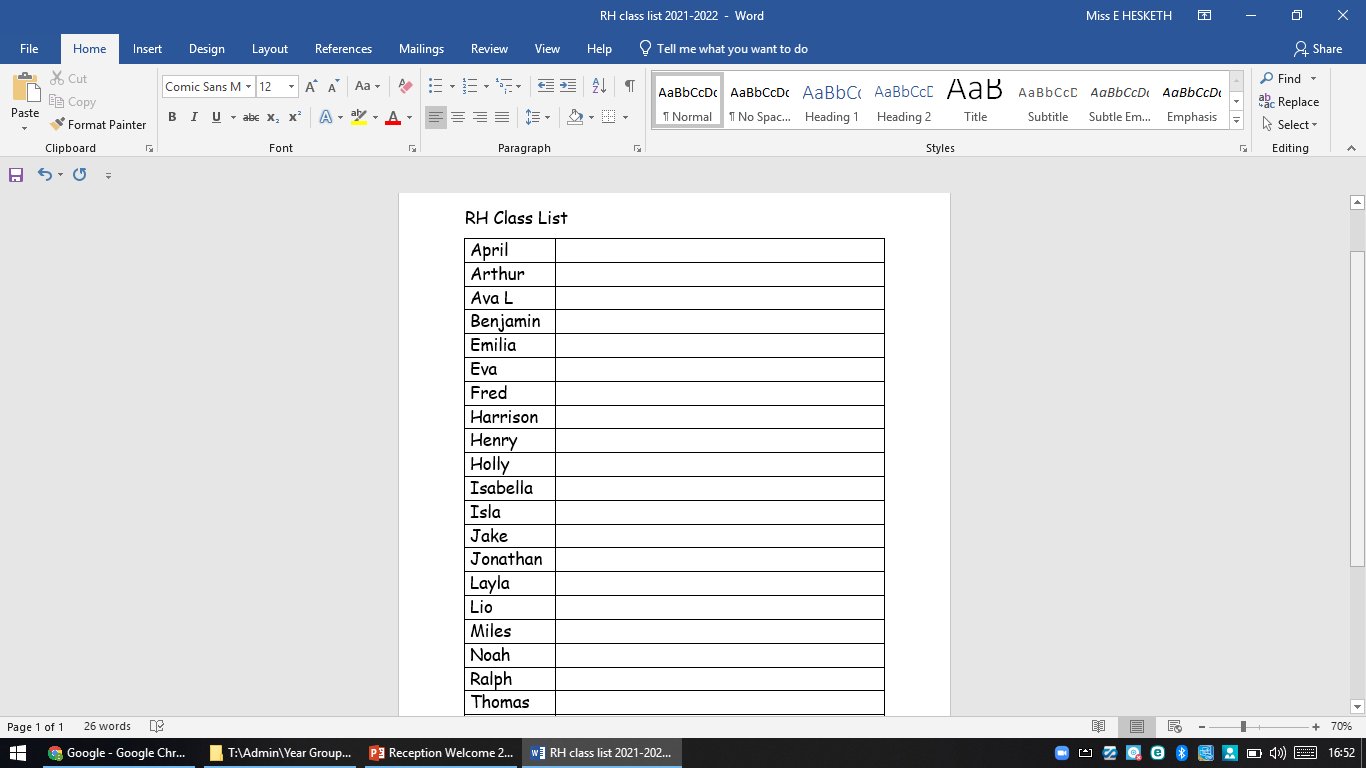 RH class list 2021-2022 - Word
Miss E HESKETH
File Home Insert Design Layout References Mailings Review View Help Tell me what you want to do Share
Paste
Cut
Copy
Format Painter
Clipboard
Comic Sans M 12
Font
Paragraph
AaBbCcDc AaBbCcDc AaBbCc AaBbCcD AaB AaBbCcD AaBbCcDc AaBbCcDc
¶ Normal ¶ No Spac... Heading 1 Heading 2 Title Subtitle Subtle Em... Emphasis
Styles
Find
Replace
Select
Editing
RH Class List
April
Arthur
Ava L
Benjamin
Emilia
Eva
Fred
Harrison
Henry
Holly
Isabella
Isla
Jake
Jonathan
Layla
Lio
Miles
Noah
Ralph
Thomas
Page 1 of 1 26 words 70%
Google - Google Chr... T:\Admin\Year Group... Reception Welcome 2... RH class list 2021-202... 16:52